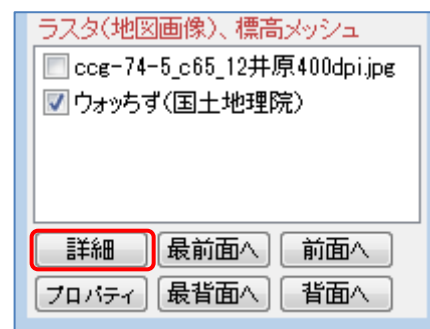 ラスタ(地図画像)、標高メッシュ
ccg-74-5_c65_12井原400dpi.jpg
ウォッちず(国土地理院)
詳細 最前面へ 前面へ
プロパティ 最背面へ 背面へ